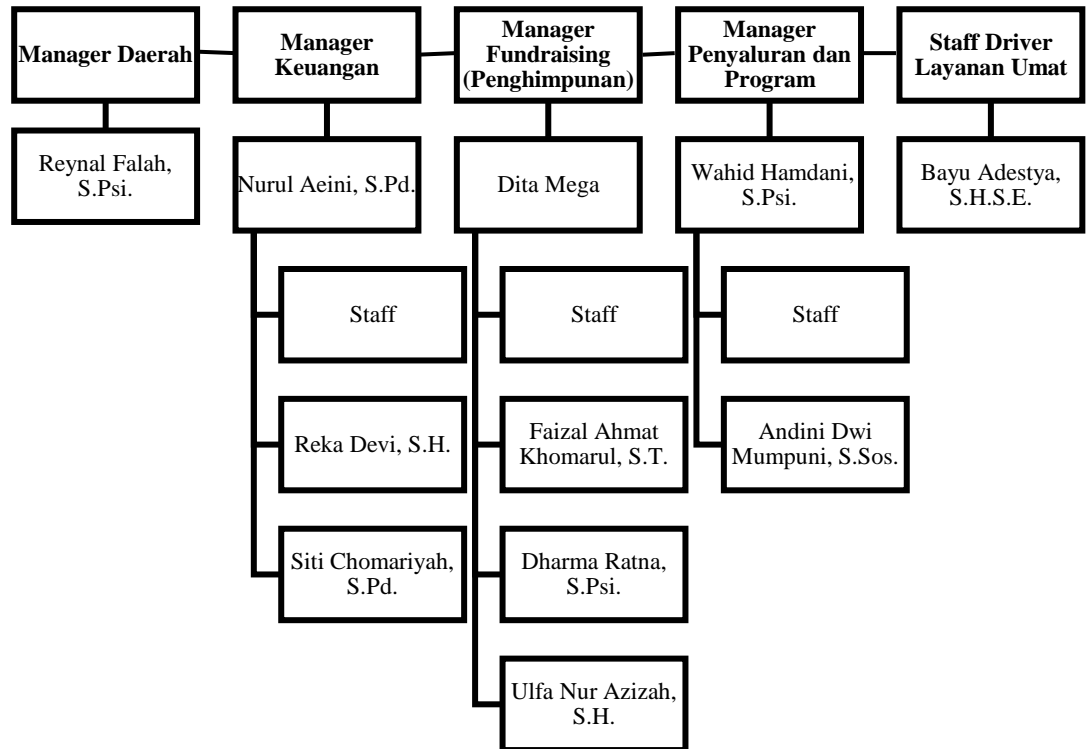 Manager Daerah
Manager
Keuangan
Manager
Fundraising
(Penghimpunan)
Manager
Penyaluran dan
Program
Staff Driver
Layanan Umat
Reynal Falah,
S.Psi.
Nurul Aeini, S.Pd.
Dita Mega
Wahid Hamdani,
S.Psi.
Bayu Adestya,
S.H.S.E.
Staff
Staff
Staff
Reka Devi, S.H.
Faizal Ahmat
Khomarul, S.T.
Andini Dwi
Mumpuni, S.Sos.
Siti Chomariyah,
S.Pd.
Dharma Ratna,
S.Psi.
Ulfa Nur Azizah,
S.H.